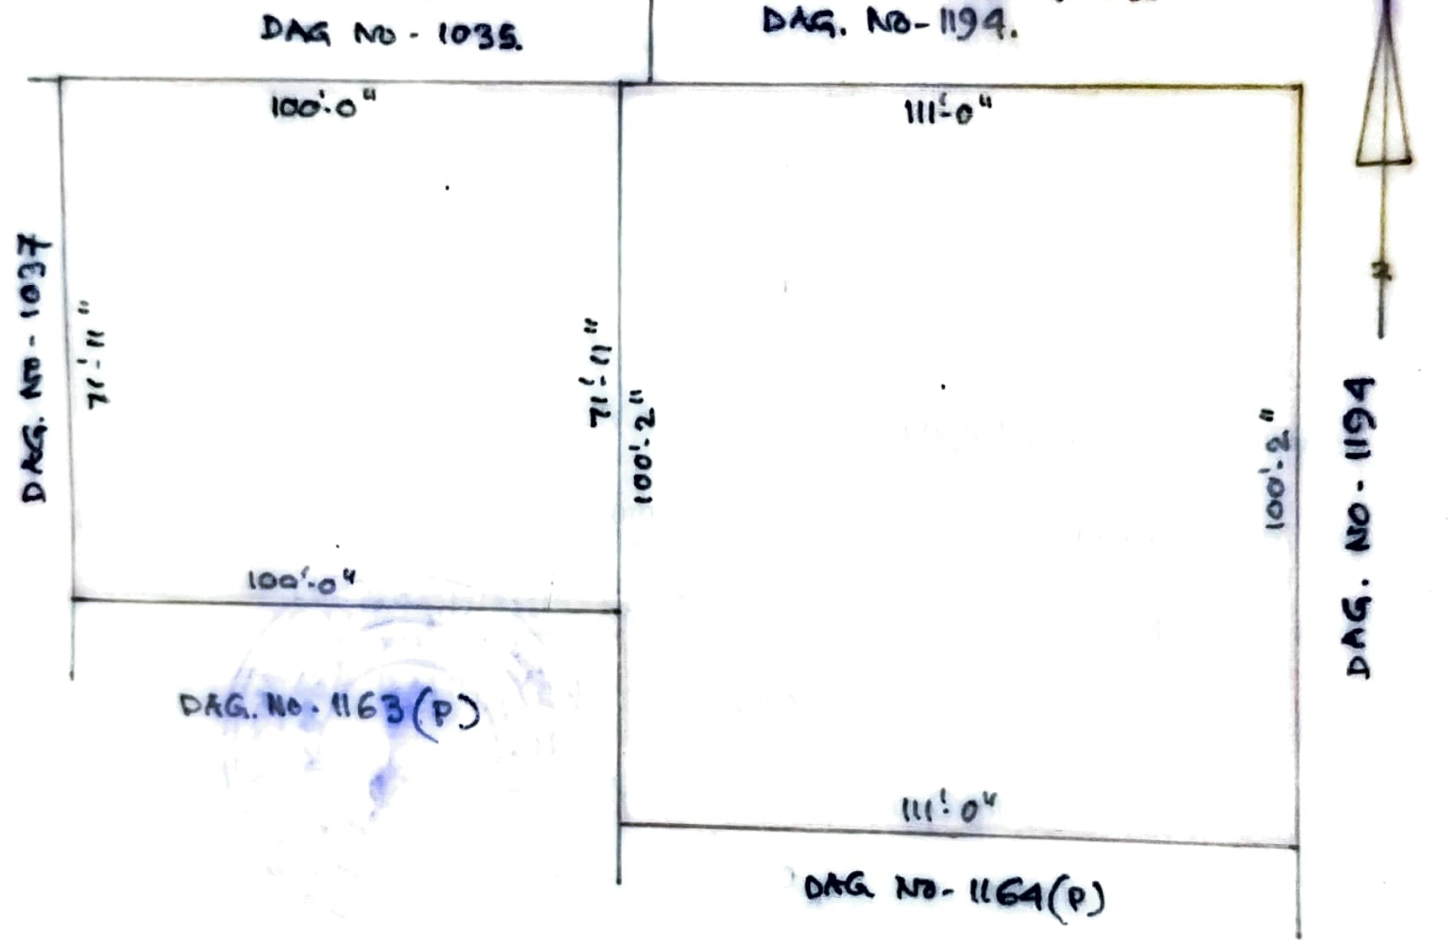 DAG NO - 1035.
DAG. NO- 1194.
100'-0"
111'-0"
DAG. NO - 1037
71'-11"
71'-11"
100'-2"
100'-2"
DAG. NO - 1194
N
100'-0"
DAG. NO. 1163(P)
111'-0"
DAG NO- 1164(P)